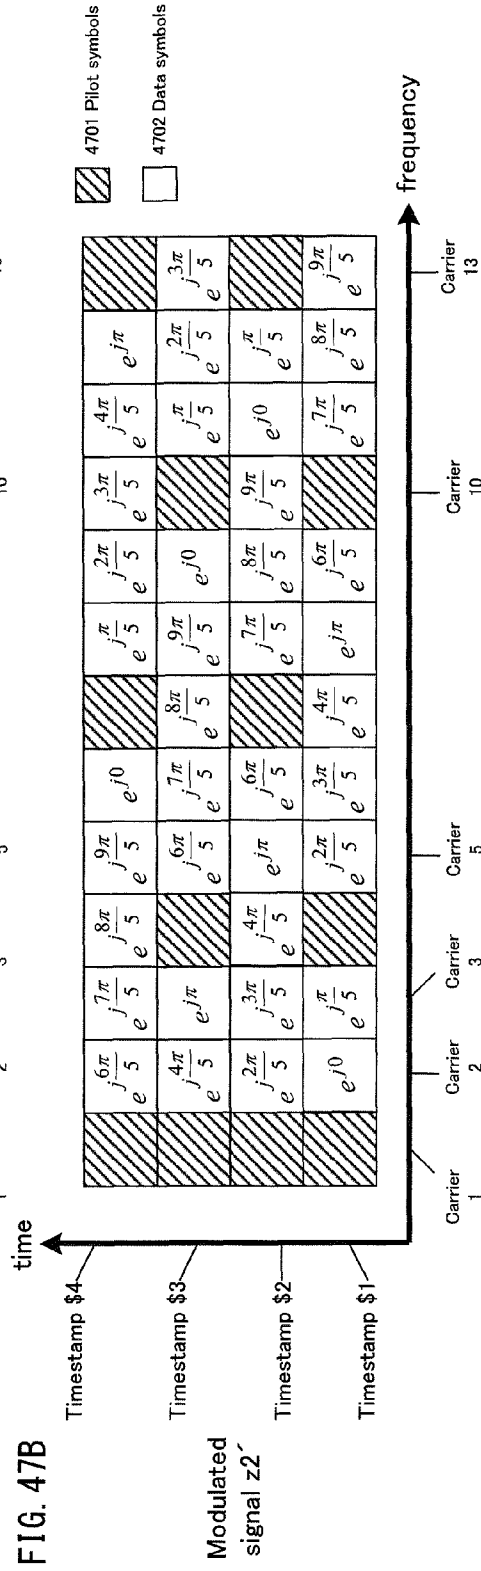 FIG. 47B
Modulated
signal z2´
time
Timestamp $4
Timestamp $3
Timestamp $2
Timestamp $1
e^{j6π/5} e^{j7π/5} e^{j8π/5} e^{j9π/5} e^{j0} e^{jπ/5} e^{j2π/5} e^{j3π/5} e^{j4π/5} e^{jπ}
e^{j4π/5} e^{jπ} e^{j6π/5} e^{j7π/5} e^{j8π/5} e^{j9π/5} e^{j0} e^{jπ/5} e^{j2π/5} e^{j3π/5}
e^{j2π/5} e^{j3π/5} e^{j4π/5} e^{jπ} e^{j6π/5} e^{j7π/5} e^{j8π/5} e^{j9π/5} e^{j0} e^{jπ/5}
e^{j0} e^{jπ/5} e^{j2π/5} e^{j3π/5} e^{j4π/5} e^{jπ} e^{j6π/5} e^{j7π/5} e^{j8π/5} e^{j9π/5}
frequency
Carrier 1
Carrier 2
Carrier 3
Carrier 5
Carrier 10
Carrier 13
4701 Pilot symbols
4702 Data symbols